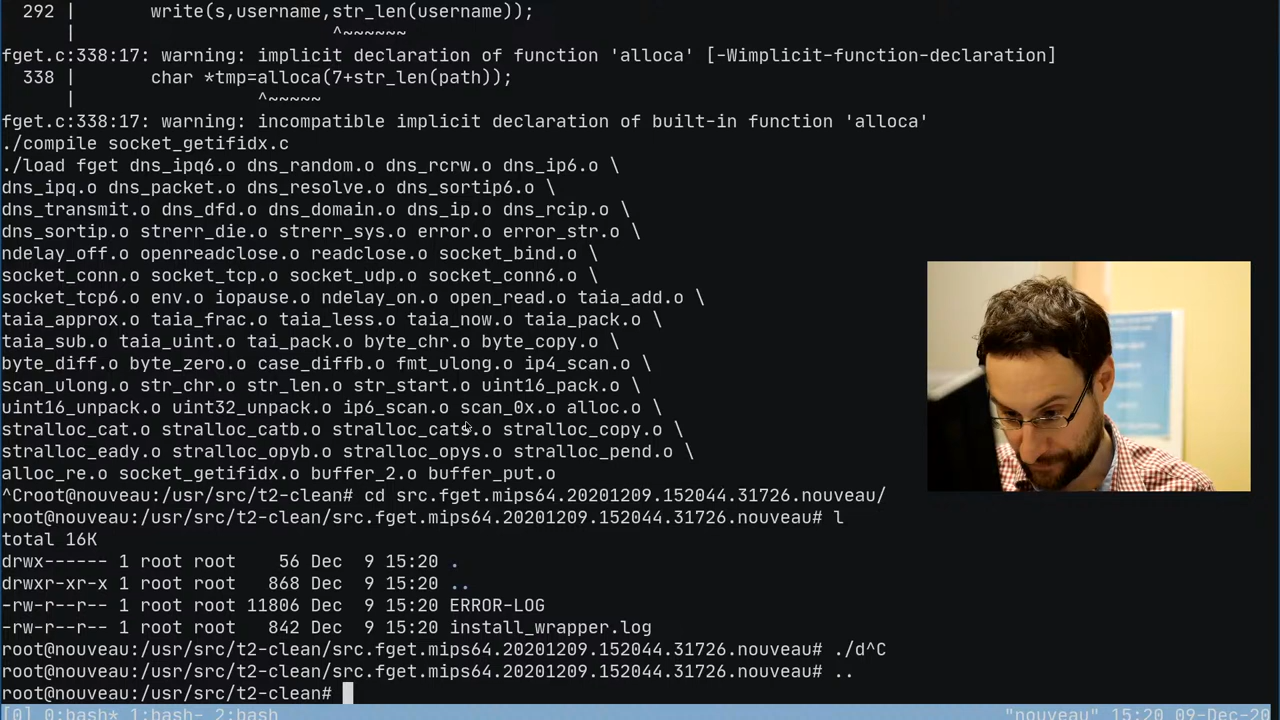 292 |       write(s,username,str_len(username));
|                        ^~~~~~~
fget.c:338:17: warning: implicit declaration of function 'alloca' [-Wimplicit-function-declaration]
338 |       char *tmp=alloca(7+str_len(path));
|                 ^~~~~~
fget.c:338:17: warning: incompatible implicit declaration of built-in function 'alloca'
./compile socket_getifidx.c
./load fget dns_ipq6.o dns_random.o dns_rcrw.o dns_ip6.o \
dns_ipq.o dns_packet.o dns_resolve.o dns_sortip6.o \
dns_transmit.o dns_dfd.o dns_domain.o dns_ip.o dns_rcip.o \
dns_sortip.o strerr_die.o strerr_sys.o error.o error_str.o \
ndelay_off.o openreadclose.o readclose.o socket_bind.o \
socket_conn.o socket_tcp.o socket_udp.o socket_conn6.o \
socket_tcp6.o env.o iopause.o ndelay_on.o open_read.o taia_add.o \
taia_approx.o taia_frac.o taia_less.o taia_now.o taia_pack.o \
taia_sub.o taia_uint.o tai_pack.o byte_chr.o byte_copy.o \
byte_diff.o byte_zero.o case_diffb.o fmt_ulong.o ip4_scan.o \
scan_ulong.o str_chr.o str_len.o str_start.o uint16_pack.o \
uint16_unpack.o uint32_unpack.o ip6_scan.o scan_0x.o alloc.o \
stralloc_cat.o stralloc_catb.o stralloc_cats.o stralloc_copy.o \
stralloc_eady.o stralloc_opyb.o stralloc_opys.o stralloc_pend.o \
alloc_re.o socket_getifidx.o buffer_2.o buffer_put.o
^Croot@nouveau:/usr/src/t2-clean# cd src.fget.mips64.20201209.152044.31726.nouveau/
root@nouveau:/usr/src/t2-clean/src.fget.mips64.20201209.152044.31726.nouveau# l
total 16K
drwx------ 1 root root    56 Dec  9 15:20 .
drwxr-xr-x 1 root root   868 Dec  9 15:20 ..
-rw-r--r-- 1 root root 11806 Dec  9 15:20 ERROR-LOG
-rw-r--r-- 1 root root   842 Dec  9 15:20 install_wrapper.log
root@nouveau:/usr/src/t2-clean/src.fget.mips64.20201209.152044.31726.nouveau# ./d^C
root@nouveau:/usr/src/t2-clean/src.fget.mips64.20201209.152044.31726.nouveau# ..
root@nouveau:/usr/src/t2-clean#
[0] 0:bash* 1:bash- 2:bash "nouveau" 15:20 09-Dec-20